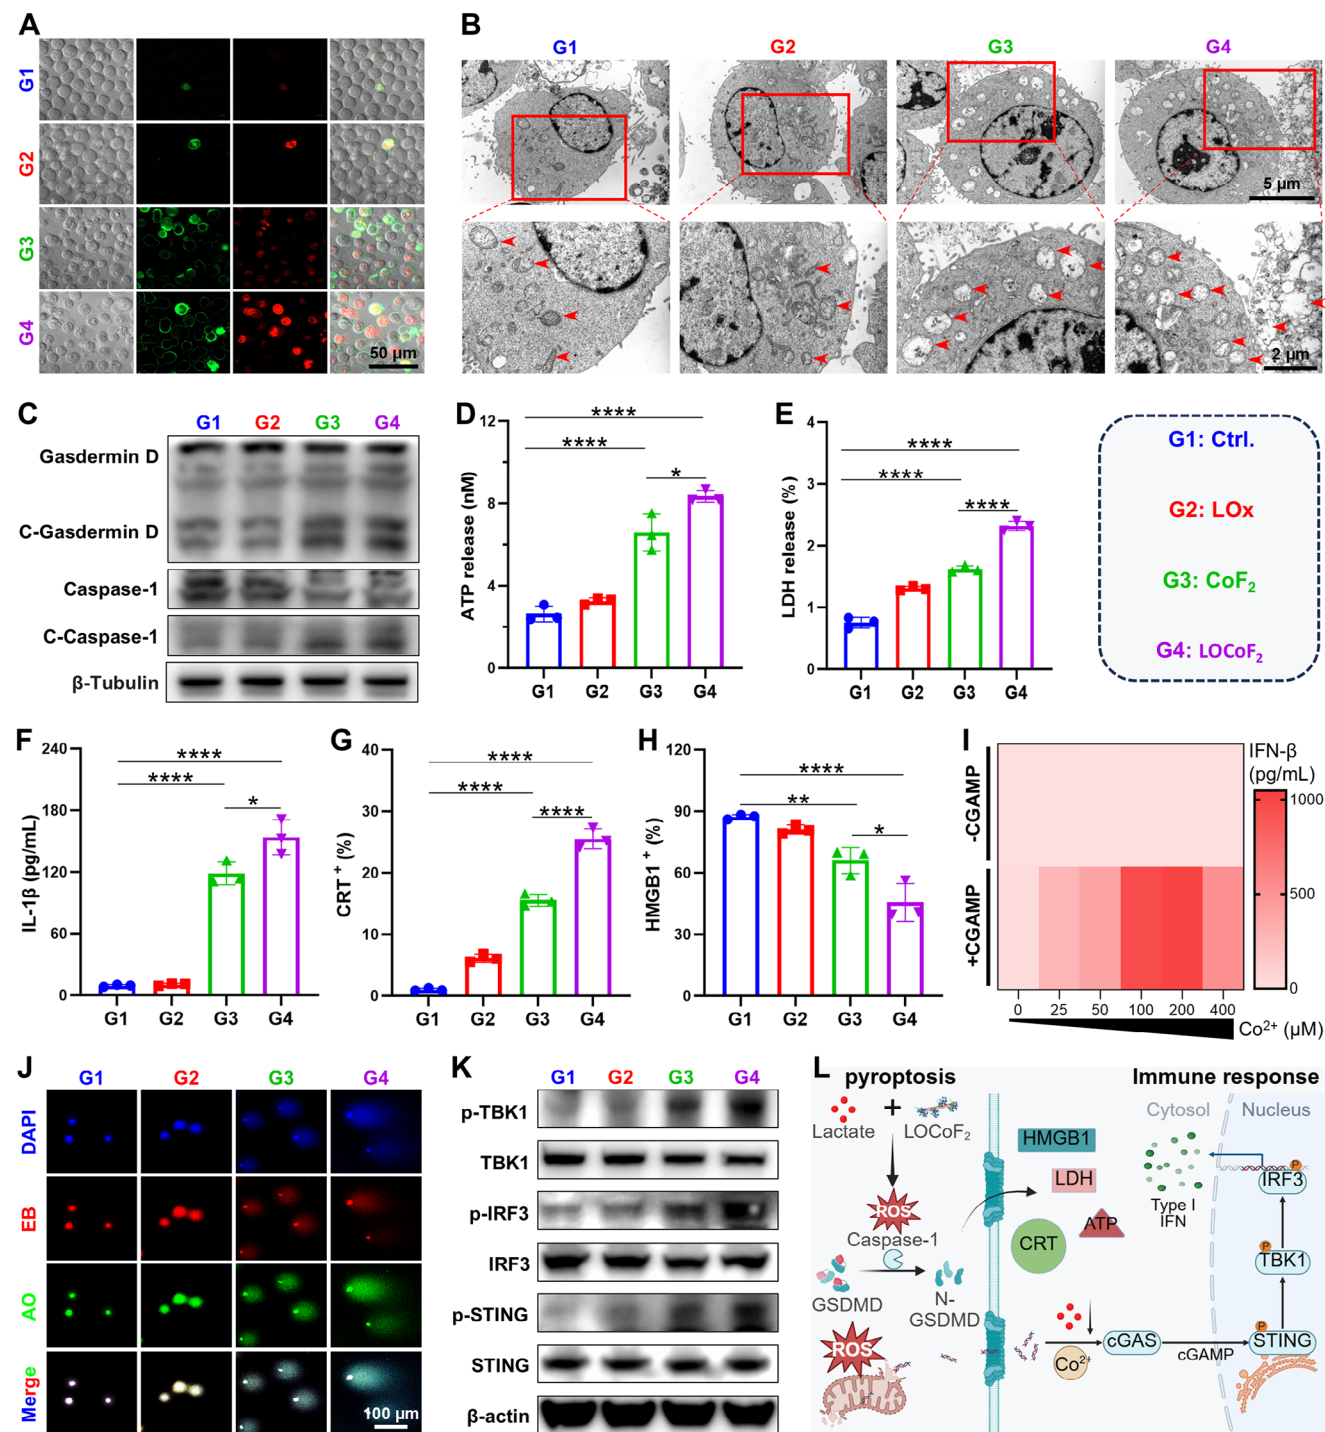 A
G1
G2
G3
G4
50 μm
B
G1
G2
G3
G4
5 μm
2 μm
C
G1
G2
G3
G4
Gasdermin D
C-Gasdermin D
Caspase-1
C-Caspase-1
β-Tubulin
D
ATP release (nM)
12
8
4
0
****
****
*
G1
G2
G3
G4
E
LDH release (%)
4
3
2
1
0
****
****
****
G1
G2
G3
G4
G1: Ctrl.
G2: LOx
G3: CoF₂
G4: LOCoF₂
F
IL-1β (pg/mL)
240
180
120
60
0
****
****
*
G1
G2
G3
G4
G
CRT⁺ (%)
40
30
20
10
0
****
****
****
G1
G2
G3
G4
H
HMGB1⁺ (%)
120
90
60
30
0
****
**
*
G1
G2
G3
G4
I
-CGAMP
+CGAMP
IFN-β
(pg/mL)
1000
500
0
0
25
50
100
200
400
Co²⁺ (μM)
J
G1
G2
G3
G4
DAPI
EB
AO
Merge
100 μm
K
G1
G2
G3
G4
p-TBK1
TBK1
p-IRF3
IRF3
p-STING
STING
β-actin
L
pyroptosis
Immune response
Lactate
+
LOCoF₂
ROS
Caspase-1
GSDMD
N-
GSDMD
ROS
HMGB1
LDH
CRT
ATP
Co²⁺
cGAS
cGAMP
Cytosol
Nucleus
Type I
IFN
P
IRF3
P
TBK1
P
STING